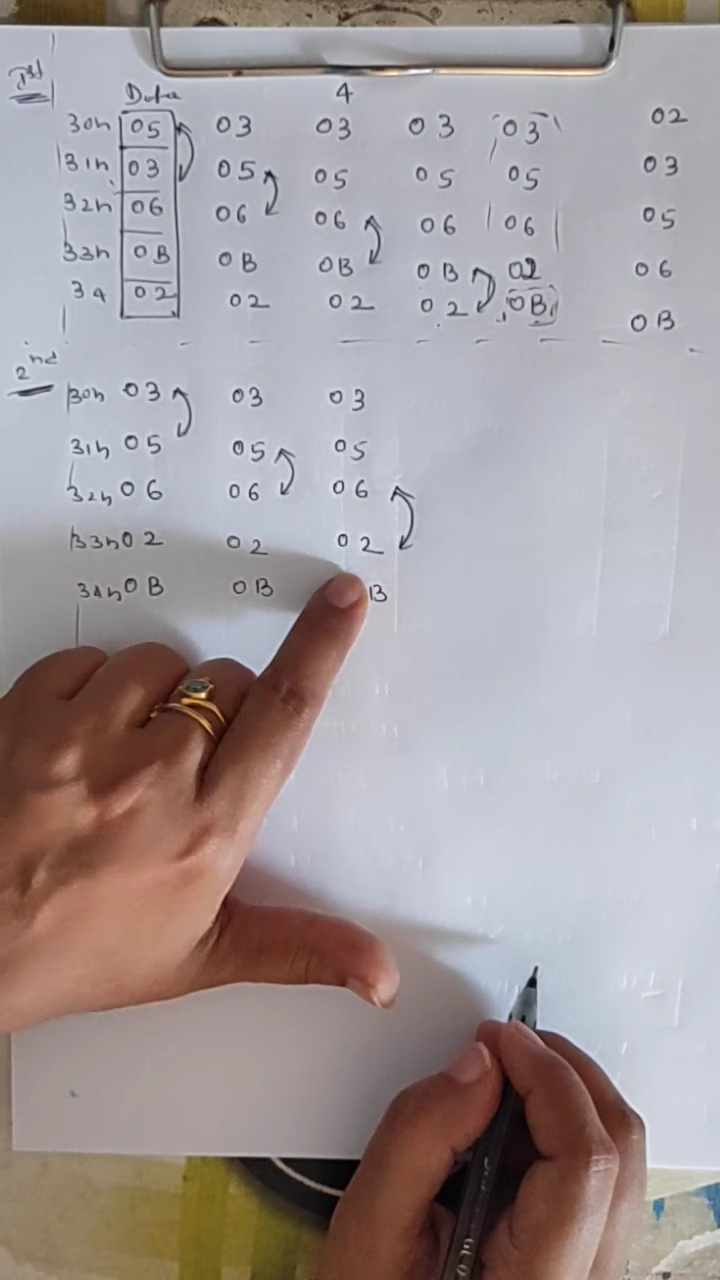 Ist
Data 4
30h 05 03 03 03 03 02
31h 03 05 05 05 05 03
32h 06 06 06 06 06 05
33h 0B 0B 0B 0B 02 06
34 02 02 02 02 0B 0B
2nd
30h 03 03 03
31h 05 05 05
32h 06 06 06
33h 02 02 02
34h 0B 0B B